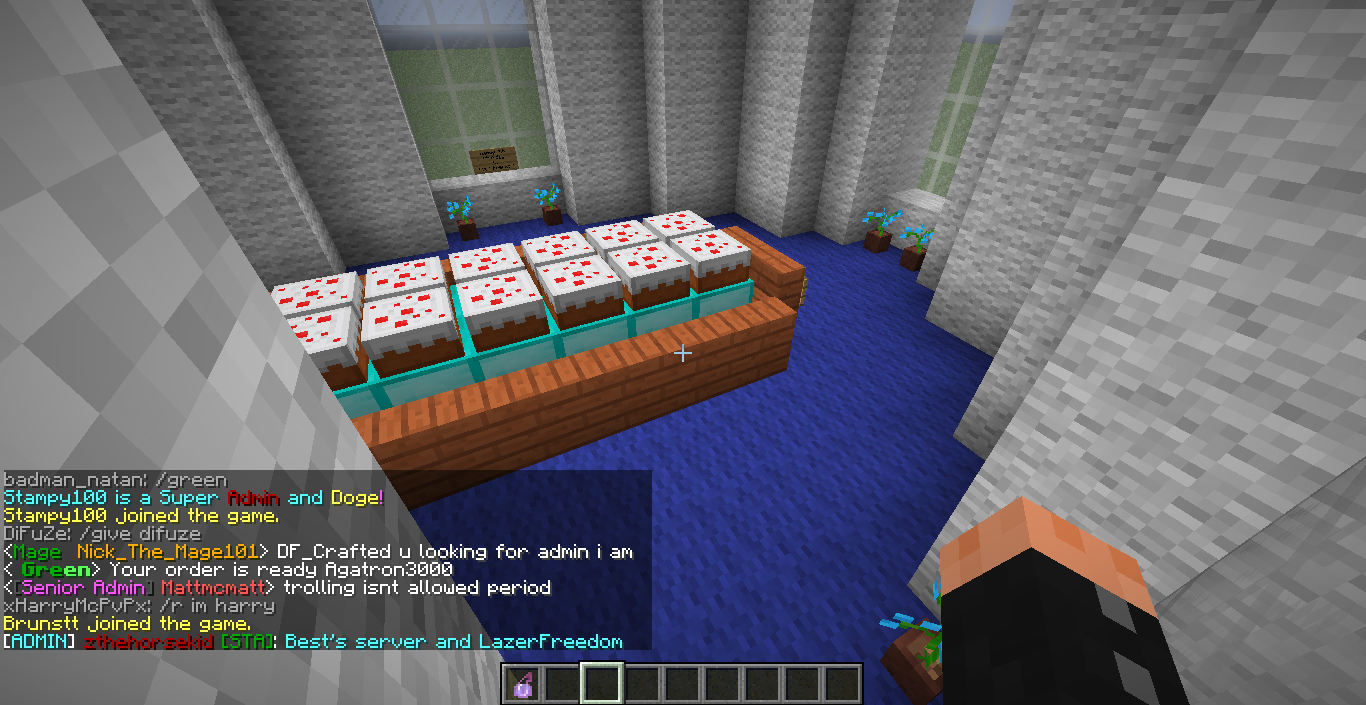 badman_natan: /green
Stampy100 is a Super Admin and Doge!
Stampy100 joined the game.
DiFuZe: /give difuze
<Mage Nick_The_Mage101> DF_Crafted u looking for admin i am
< Green> Your order is ready Agatron3000
<[Senior Admin] Mattmcmatt> trolling isnt allowed period
xHarryMcPvPx: /r im harry
Brunstt joined the game.
[ADMIN] zthehorsekid [STA]: Best's server and LazerFreedom